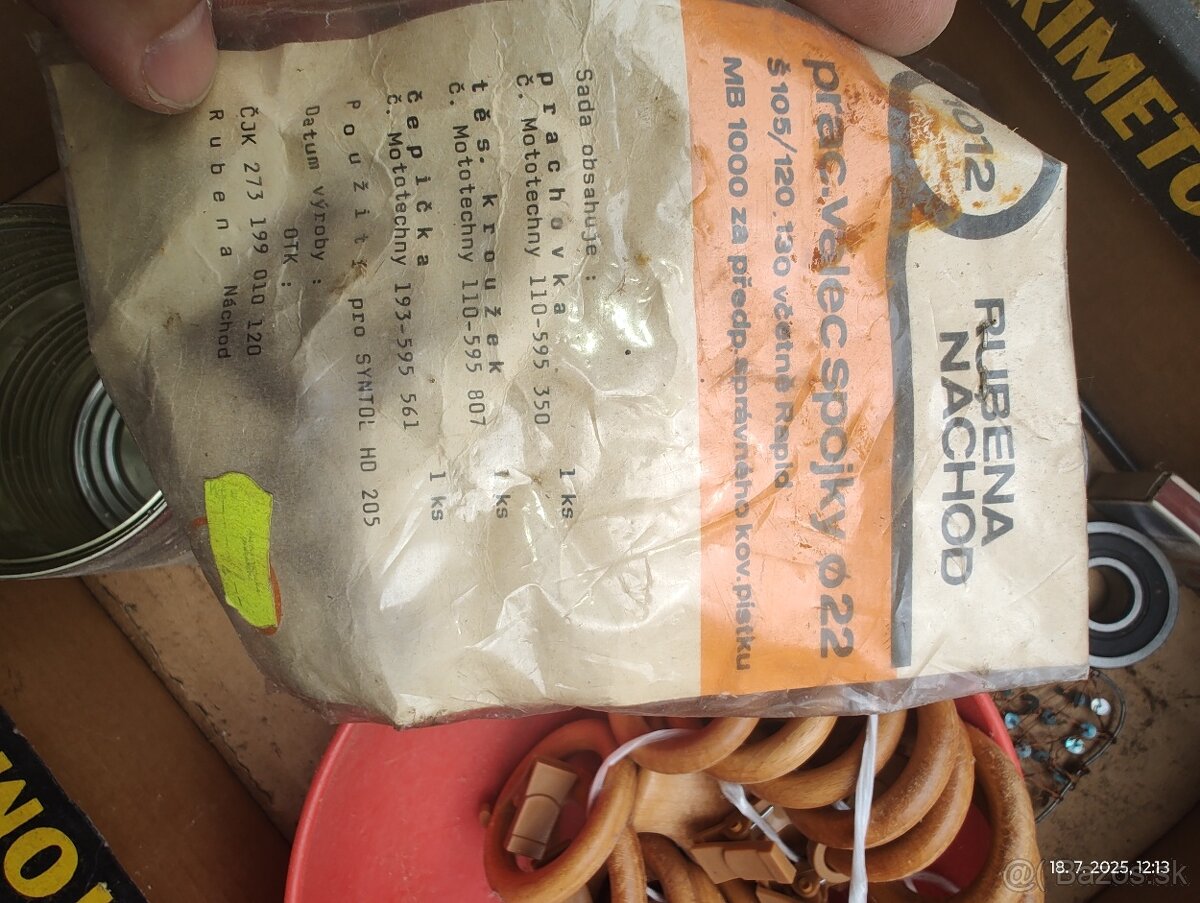 1012
RUBENA
NÁCHOD
prac.válec spojky ø 22
Š 105/120 130 včetně Rapid
MB 1000 za předp.správného kov.pístku
Sada obsahuje :
prachovka
č. Mototechny 110-595 350 1 ks
těs. kroužek
č. Mototechny 110-595 807 1 ks
čepička
č. Mototechny 193-595 561 1 ks
použití pro SYNTOL HD 205
Datum výroby :
OTK :
ČJK 273 199 010 120
Rubena Náchod
18. 7. 2025, 12:13
Bazos.sk